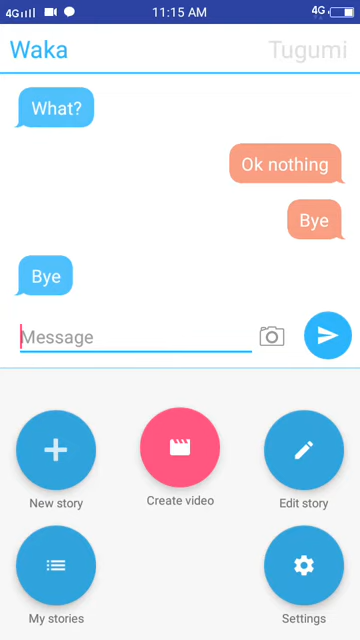 4G 11:15 AM 4G
Waka Tugumi
What?
Ok nothing
Bye
Bye
Message
New story Create video Edit story
My stories Settings